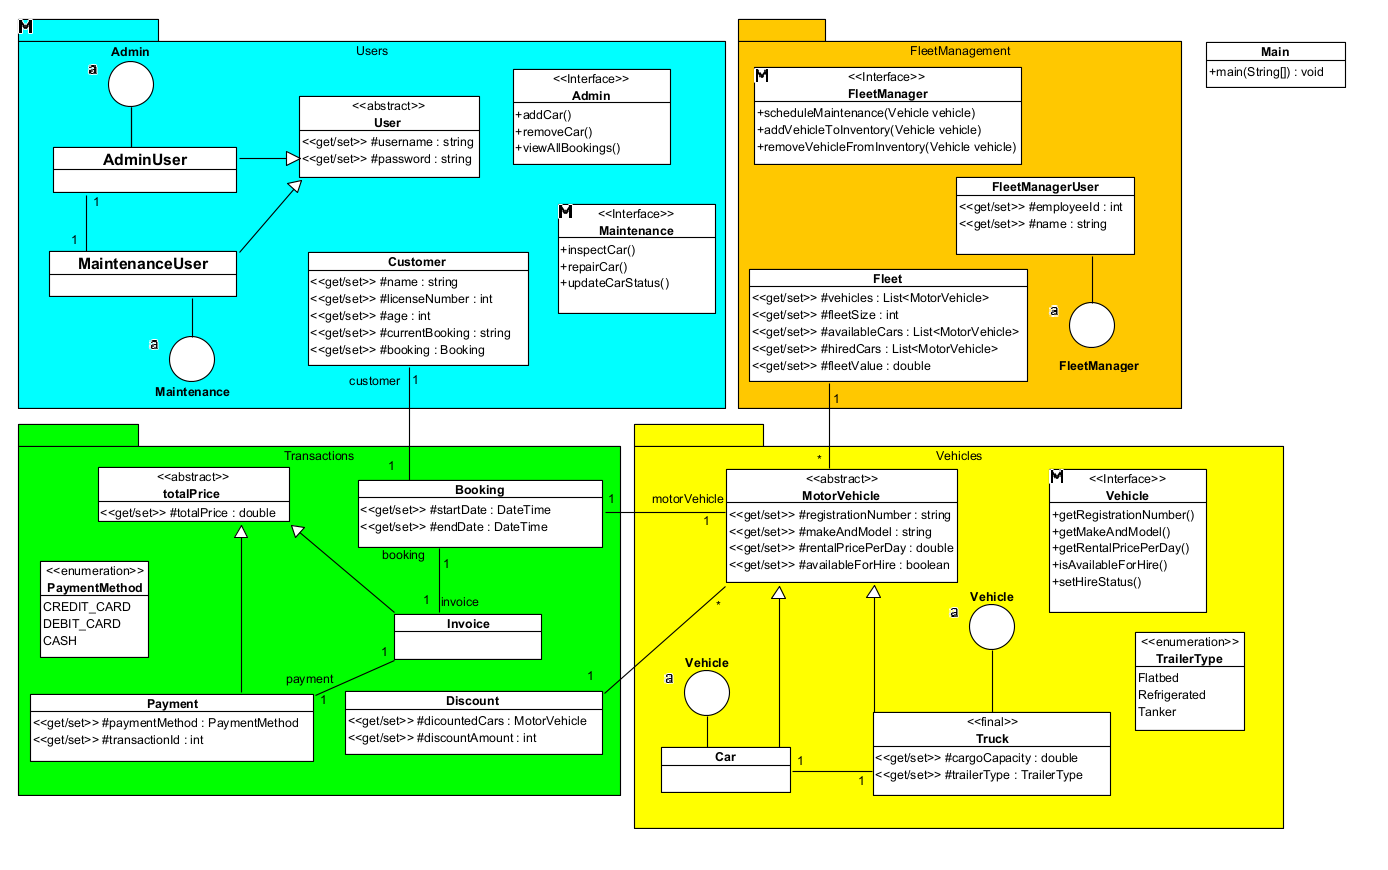 M
Users
Admin
a
AdminUser
1
1
MaintenanceUser
a
Maintenance
<<abstract>>
User
<<get/set>> #username : string
<<get/set>> #password : string
<<Interface>>
Admin
+addCar()
+removeCar()
+viewAllBookings()
M
<<Interface>>
Maintenance
+inspectCar()
+repairCar()
+updateCarStatus()
Customer
<<get/set>> #name : string
<<get/set>> #licenseNumber : int
<<get/set>> #age : int
<<get/set>> #currentBooking : string
<<get/set>> #booking : Booking
customer
1
1
FleetManagement
M
<<Interface>>
FleetManager
+scheduleMaintenance(Vehicle vehicle)
+addVehicleToInventory(Vehicle vehicle)
+removeVehicleFromInventory(Vehicle vehicle)
FleetManagerUser
<<get/set>> #employeeId : int
<<get/set>> #name : string
Fleet
<<get/set>> #vehicles : List<MotorVehicle>
<<get/set>> #fleetSize : int
<<get/set>> #availableCars : List<MotorVehicle>
<<get/set>> #hiredCars : List<MotorVehicle>
<<get/set>> #fleetValue : double
a
FleetManager
1
*
Main
+main(String[]) : void
Transactions
<<abstract>>
totalPrice
<<get/set>> #totalPrice : double
Booking
<<get/set>> #startDate : DateTime
<<get/set>> #endDate : DateTime
1
motorVehicle
1
booking
1
1
invoice
<<enumeration>>
PaymentMethod
CREDIT_CARD
DEBIT_CARD
CASH
Invoice
1
payment
1
Payment
<<get/set>> #paymentMethod : PaymentMethod
<<get/set>> #transactionId : int
Discount
<<get/set>> #dicountedCars : MotorVehicle
<<get/set>> #discountAmount : int
1
*
Vehicles
<<abstract>>
MotorVehicle
<<get/set>> #registrationNumber : string
<<get/set>> #makeAndModel : string
<<get/set>> #rentalPricePerDay : double
<<get/set>> #availableForHire : boolean
M
<<Interface>>
Vehicle
+getRegistrationNumber()
+getMakeAndModel()
+getRentalPricePerDay()
+isAvailableForHire()
+setHireStatus()
Vehicle
a
<<enumeration>>
TrailerType
Flatbed
Refrigerated
Tanker
Vehicle
a
Car
1
1
<<final>>
Truck
<<get/set>> #cargoCapacity : double
<<get/set>> #trailerType : TrailerType